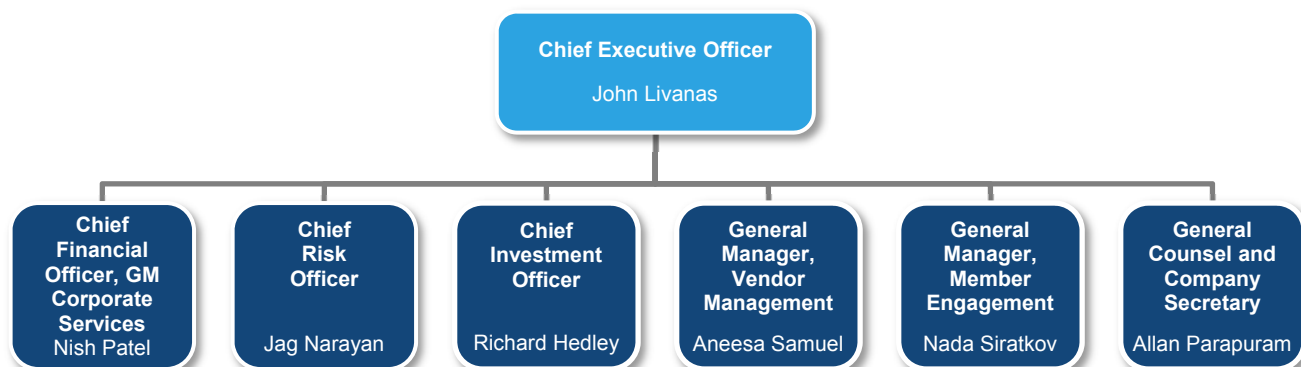 Chief Executive Officer
John Livanas
Chief
Financial
Officer, GM
Corporate
Services
Nish Patel
Chief
Risk
Officer
Jag Narayan
Chief
Investment
Officer
Richard Hedley
General
Manager,
Vendor
Management
Aneesa Samuel
General
Manager,
Member
Engagement
Nada Siratkov
General
Counsel and
Company
Secretary
Allan Parapuram